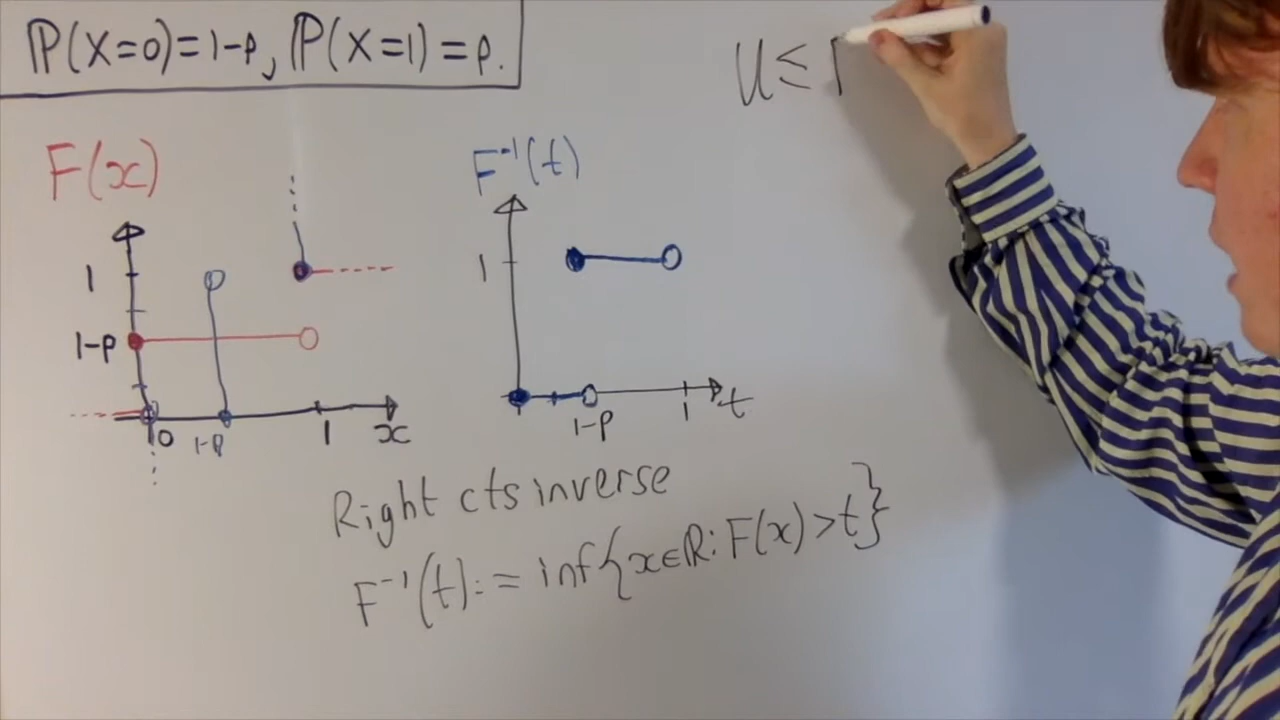 P(X=0)=1-p, P(X=1)=p.
U≤
F(x)
F⁻¹(t)
1
1-p
0
1-p
1
x
1
1-p
1
t
Right cts inverse
F⁻¹(t):=inf{x∈R:F(x)>t}